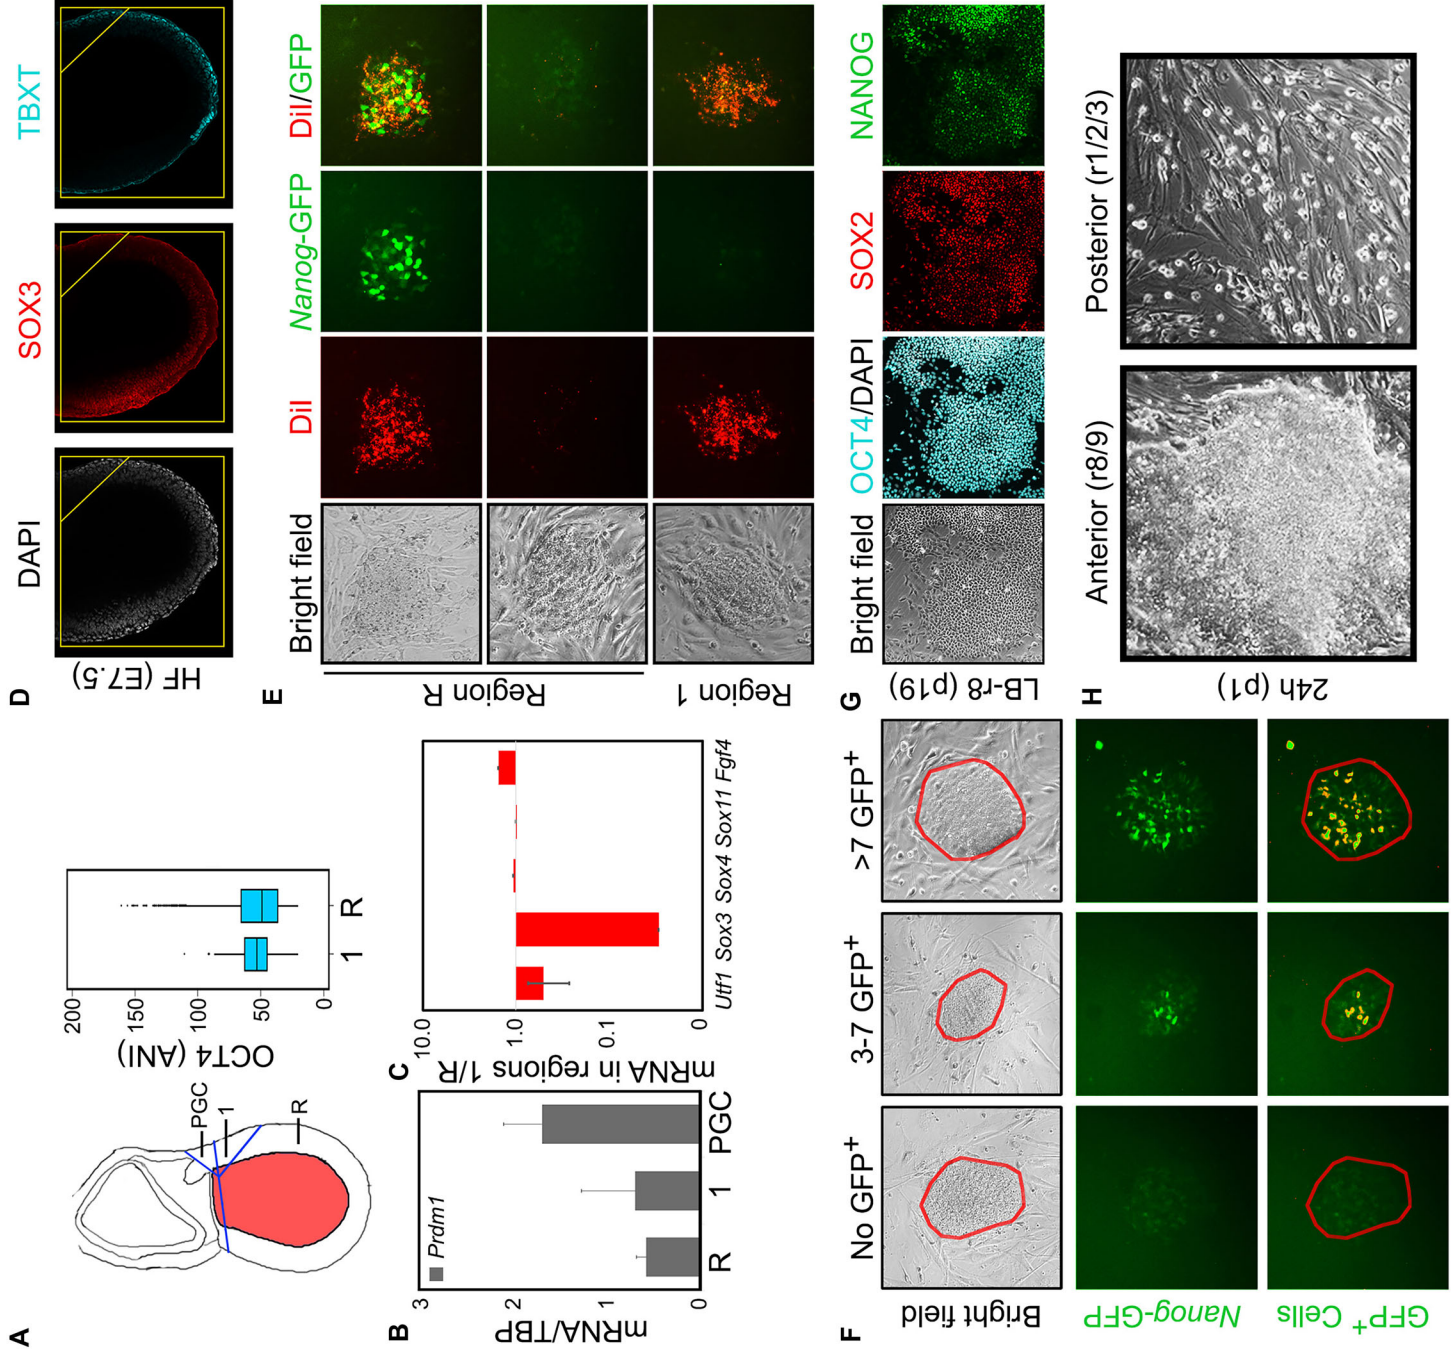 A
PGC
1
R
OCT4 (ANI)
200
150
100
50
0
1
R
B
mRNA/TBP
3
2
1
0
Prdm1
R
1
PGC
C
mRNA in regions 1/R
10.0
1.0
0.1
0
Utf1 Sox3 Sox4 Sox11 Fgf4
D
DAPI
SOX3
TBXT
HF (E7.5)
E
Bright field
DiI
Nanog-GFP
DiI/GFP
Region R
Region 1
F
No GFP+
3-7 GFP+
>7 GFP+
Bright field
Nanog-GFP
GFP+ Cells
G
Bright field
OCT4/DAPI
SOX2
NANOG
LB-r8 (p19)
H
Anterior (r8/9)
Posterior (r1/2/3)
24h (p1)